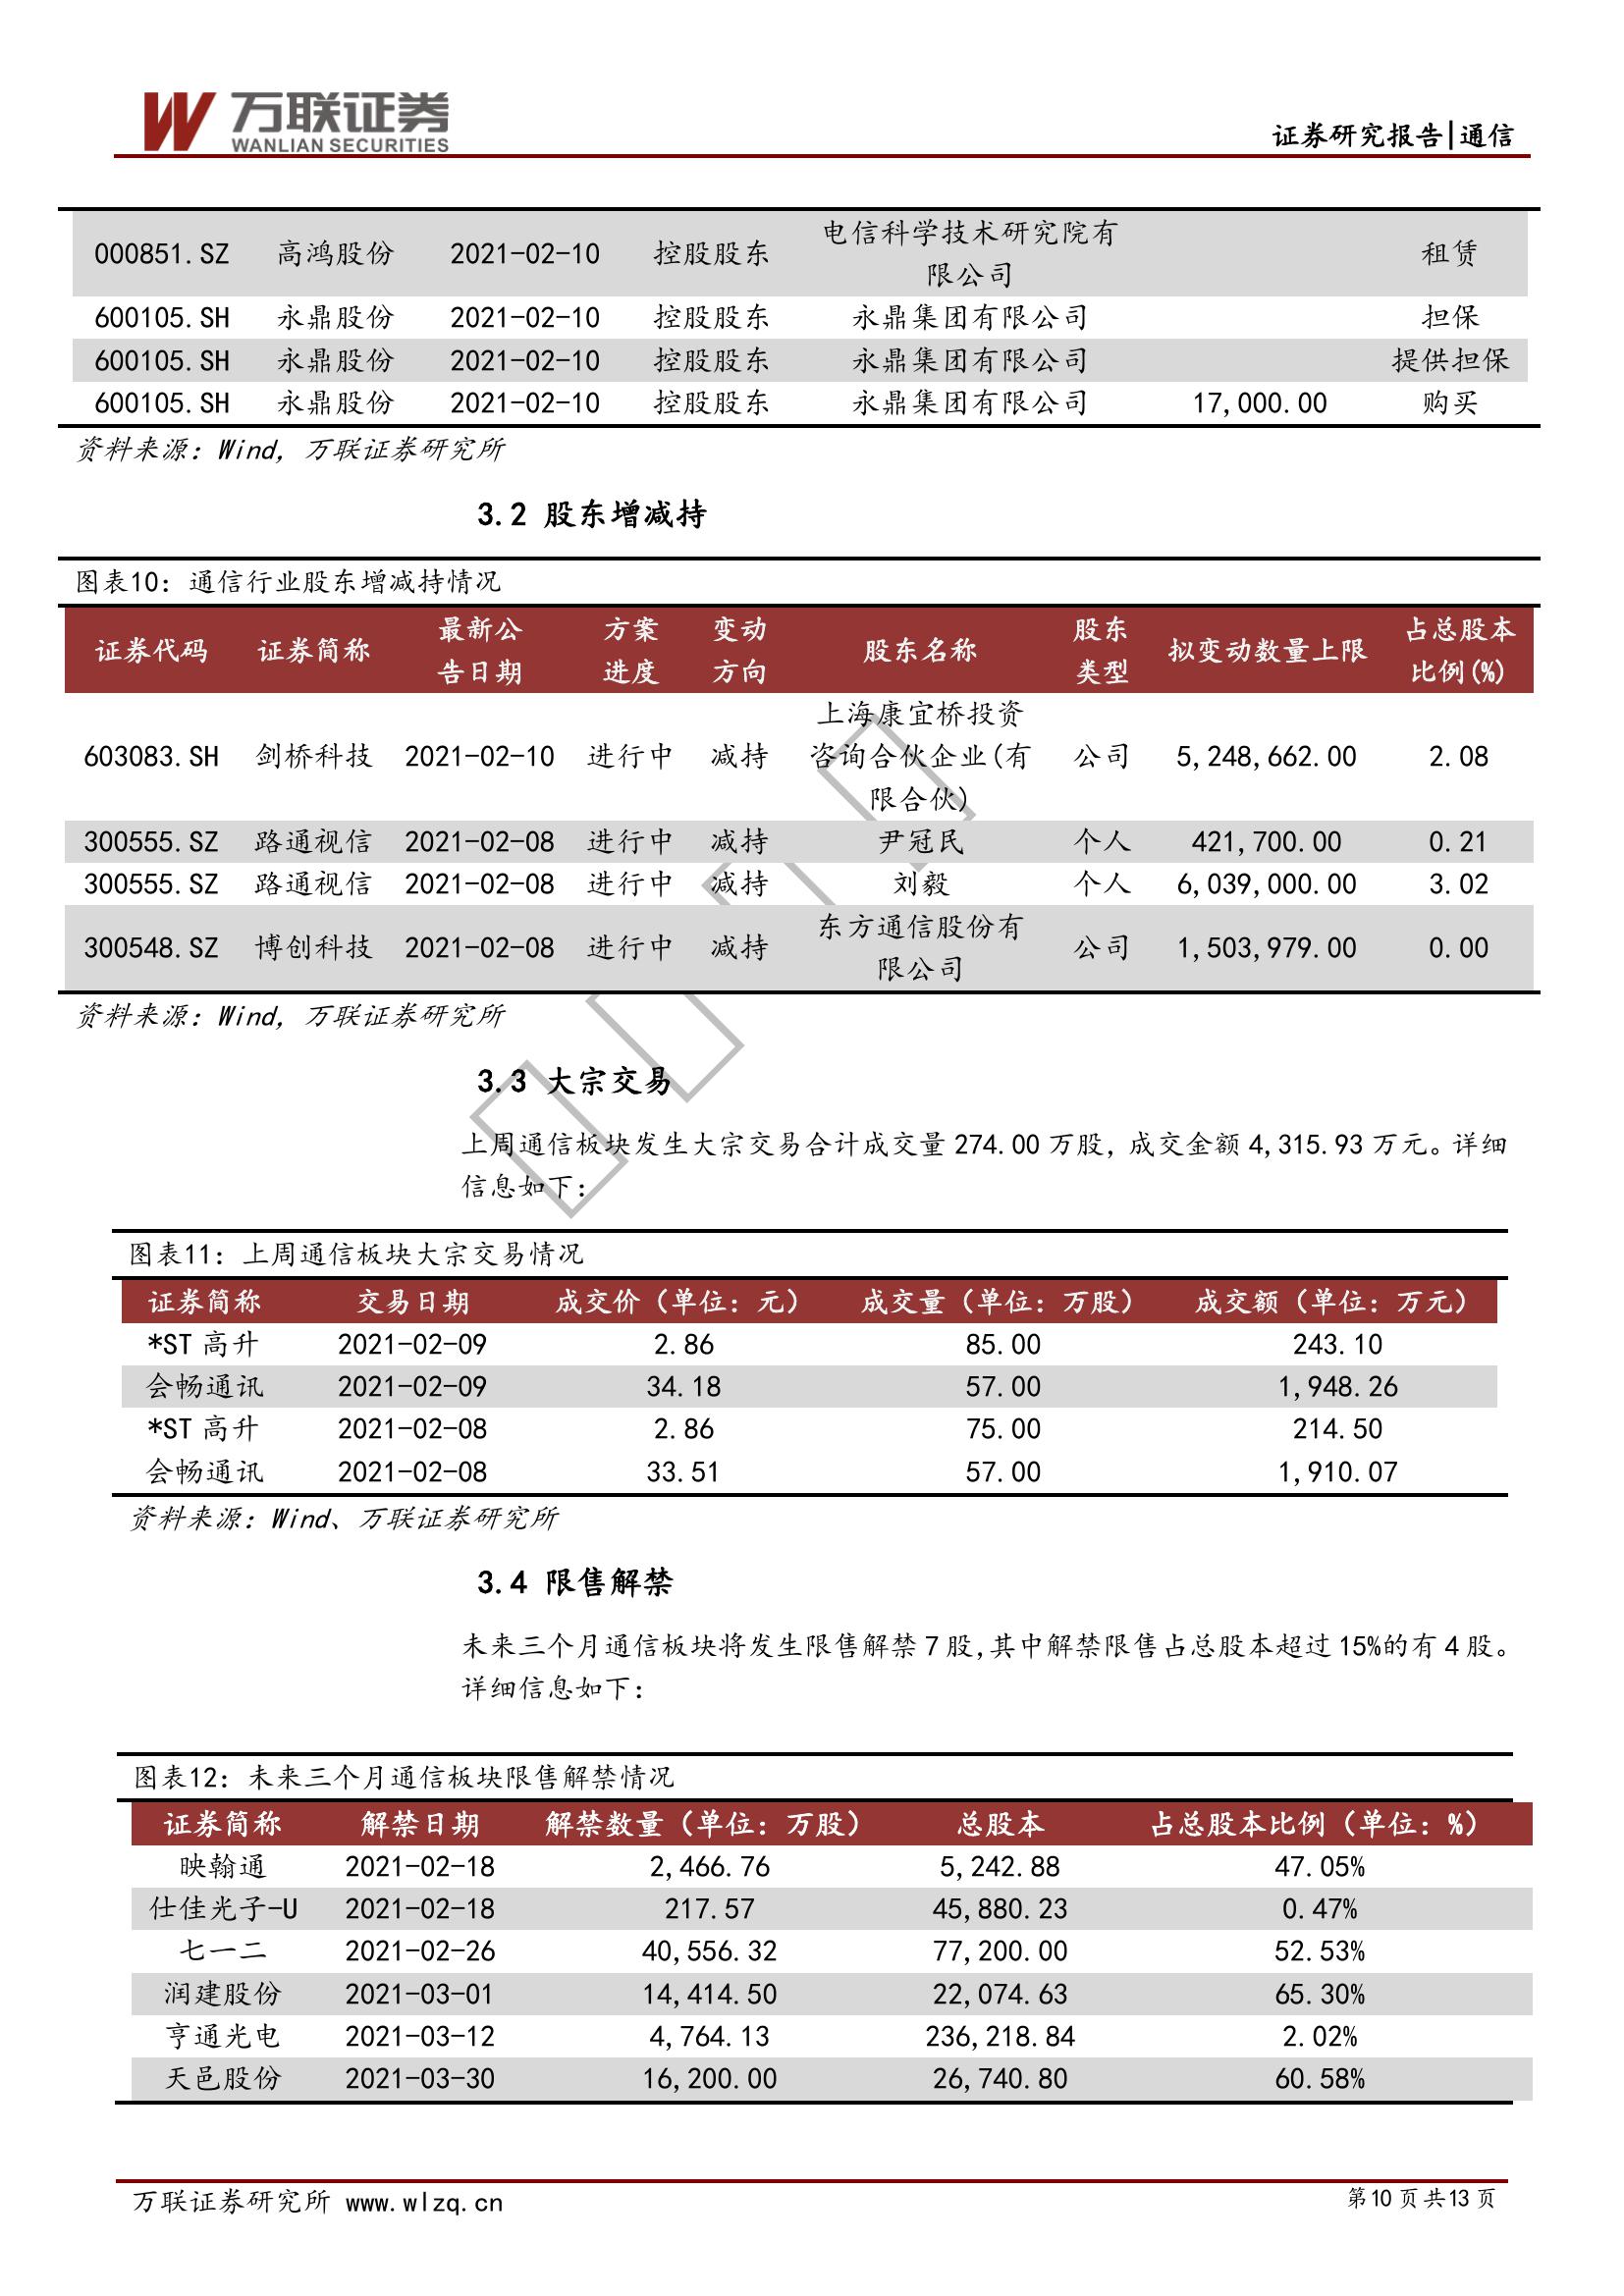 万联证券
WANLIAN SECURITIES
证券研究报告|通信
000851.SZ 高鸿股份 2021-02-10 控股股东 电信科学技术研究院有限公司 租赁
600105.SH 永鼎股份 2021-02-10 控股股东 永鼎集团有限公司 担保
600105.SH 永鼎股份 2021-02-10 控股股东 永鼎集团有限公司 提供担保
600105.SH 永鼎股份 2021-02-10 控股股东 永鼎集团有限公司 17,000.00 购买
资料来源：Wind，万联证券研究所
3.2 股东增减持
图表10：通信行业股东增减持情况
证券代码 证券简称 最新公告日期 方案进度 变动方向 股东名称 股东类型 拟变动数量上限 占总股本比例(%)
603083.SH 剑桥科技 2021-02-10 进行中 减持 上海康宜桥投资咨询合伙企业(有限合伙) 公司 5,248,662.00 2.08
300555.SZ 路通视信 2021-02-08 进行中 减持 尹冠民 个人 421,700.00 0.21
300555.SZ 路通视信 2021-02-08 进行中 减持 刘毅 个人 6,039,000.00 3.02
300548.SZ 博创科技 2021-02-08 进行中 减持 东方通信股份有限公司 公司 1,503,979.00 0.00
资料来源：Wind，万联证券研究所
3.3 大宗交易
上周通信板块发生大宗交易合计成交量 274.00 万股，成交金额 4,315.93 万元。详细
信息如下：
图表11：上周通信板块大宗交易情况
证券简称 交易日期 成交价（单位：元） 成交量（单位：万股） 成交额（单位：万元）
*ST 高升 2021-02-09 2.86 85.00 243.10
会畅通讯 2021-02-09 34.18 57.00 1,948.26
*ST 高升 2021-02-08 2.86 75.00 214.50
会畅通讯 2021-02-08 33.51 57.00 1,910.07
资料来源：Wind、万联证券研究所
3.4 限售解禁
未来三个月通信板块将发生限售解禁 7 股,其中解禁限售占总股本超过 15%的有 4 股。
详细信息如下：
图表12：未来三个月通信板块限售解禁情况
证券简称 解禁日期 解禁数量（单位：万股） 总股本 占总股本比例（单位：%）
映翰通 2021-02-18 2,466.76 5,242.88 47.05%
仕佳光子-U 2021-02-18 217.57 45,880.23 0.47%
七一二 2021-02-26 40,556.32 77,200.00 52.53%
润建股份 2021-03-01 14,414.50 22,074.63 65.30%
亨通光电 2021-03-12 4,764.13 236,218.84 2.02%
天邑股份 2021-03-30 16,200.00 26,740.80 60.58%
万联证券研究所 www.wlzq.cn
第 10 页 共 13 页